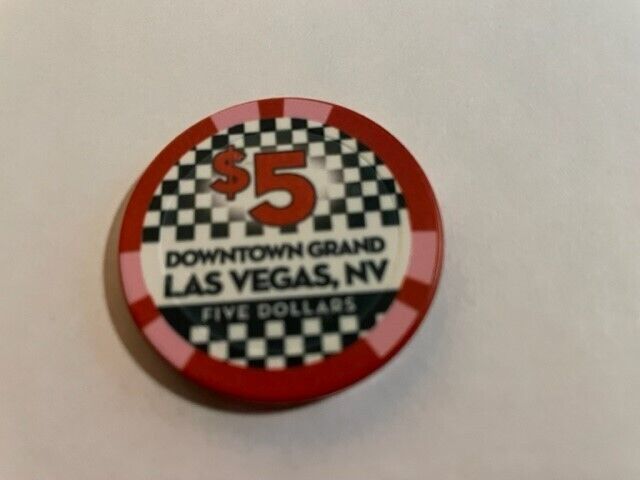 $5
DOWNTOWN GRAND
LAS VEGAS, NV
FIVE DOLLARS